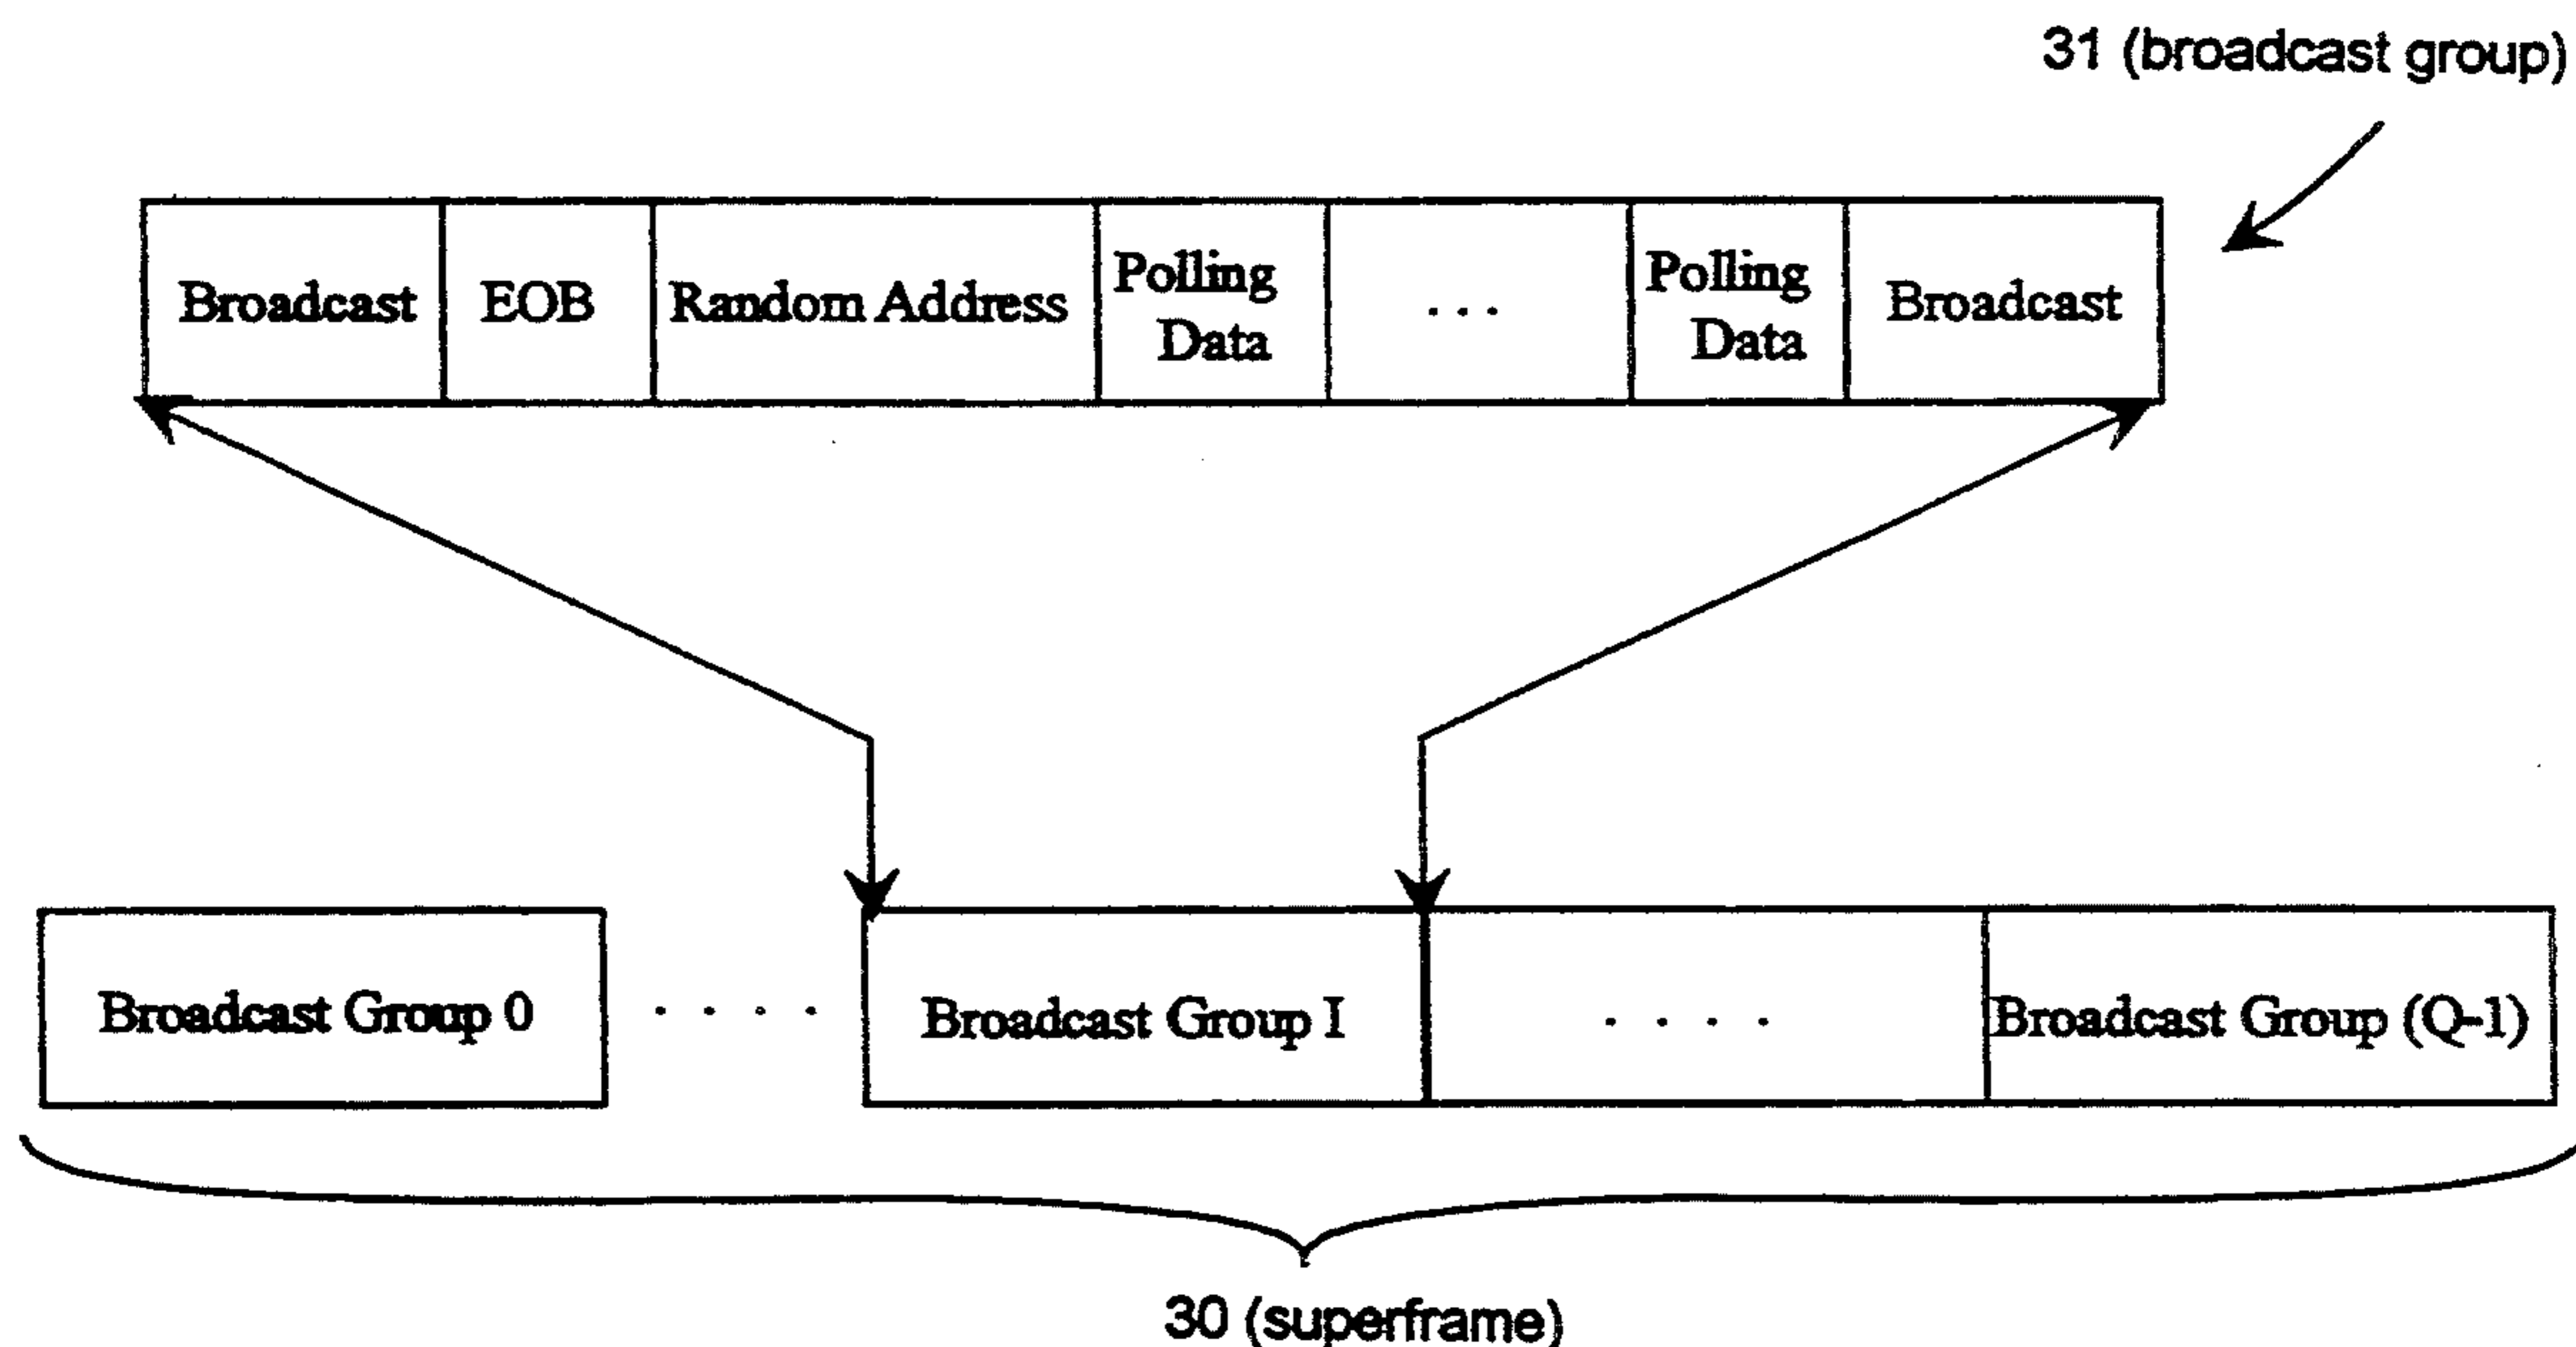 31 (broadcast group)
Broadcast EOB Random Address Polling Data . . . Polling Data Broadcast
Broadcast Group 0 . . . . Broadcast Group I . . . . Broadcast Group (Q-1)
30 (superframe)